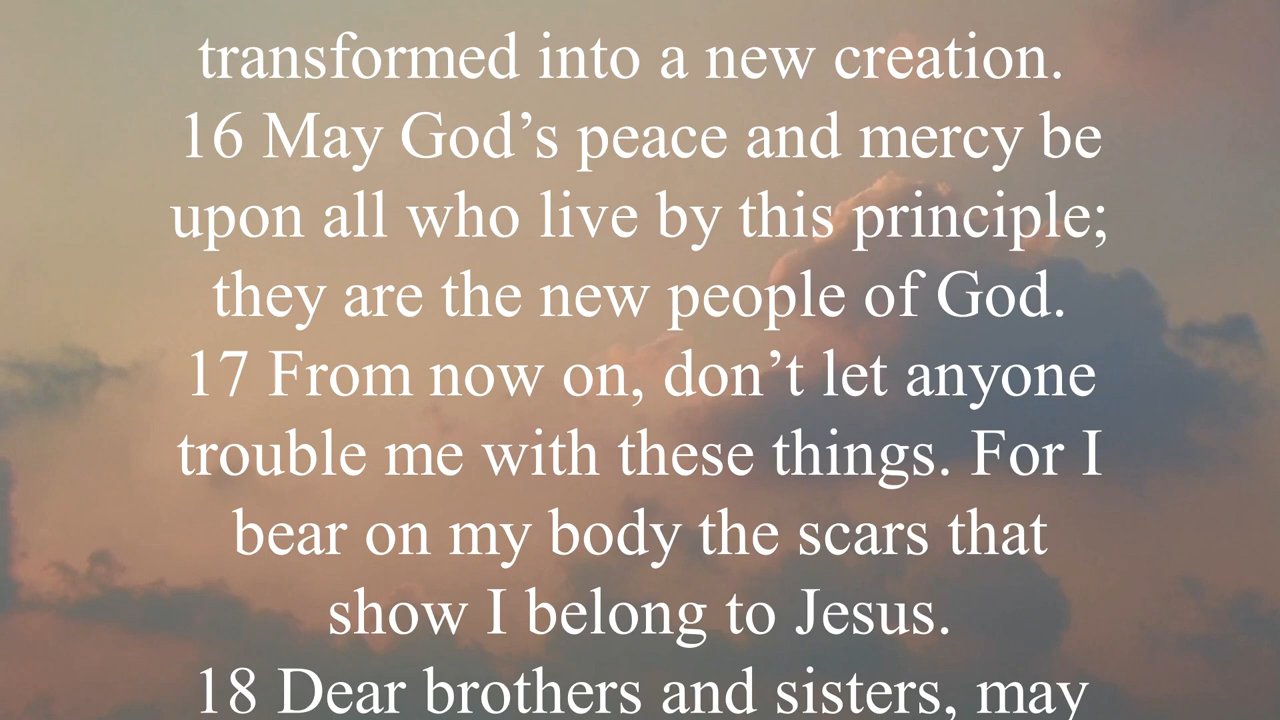 transformed into a new creation.
16 May God’s peace and mercy be
upon all who live by this principle;
they are the new people of God.
17 From now on, don’t let anyone
trouble me with these things. For I
bear on my body the scars that
show I belong to Jesus.
18 Dear brothers and sisters, may